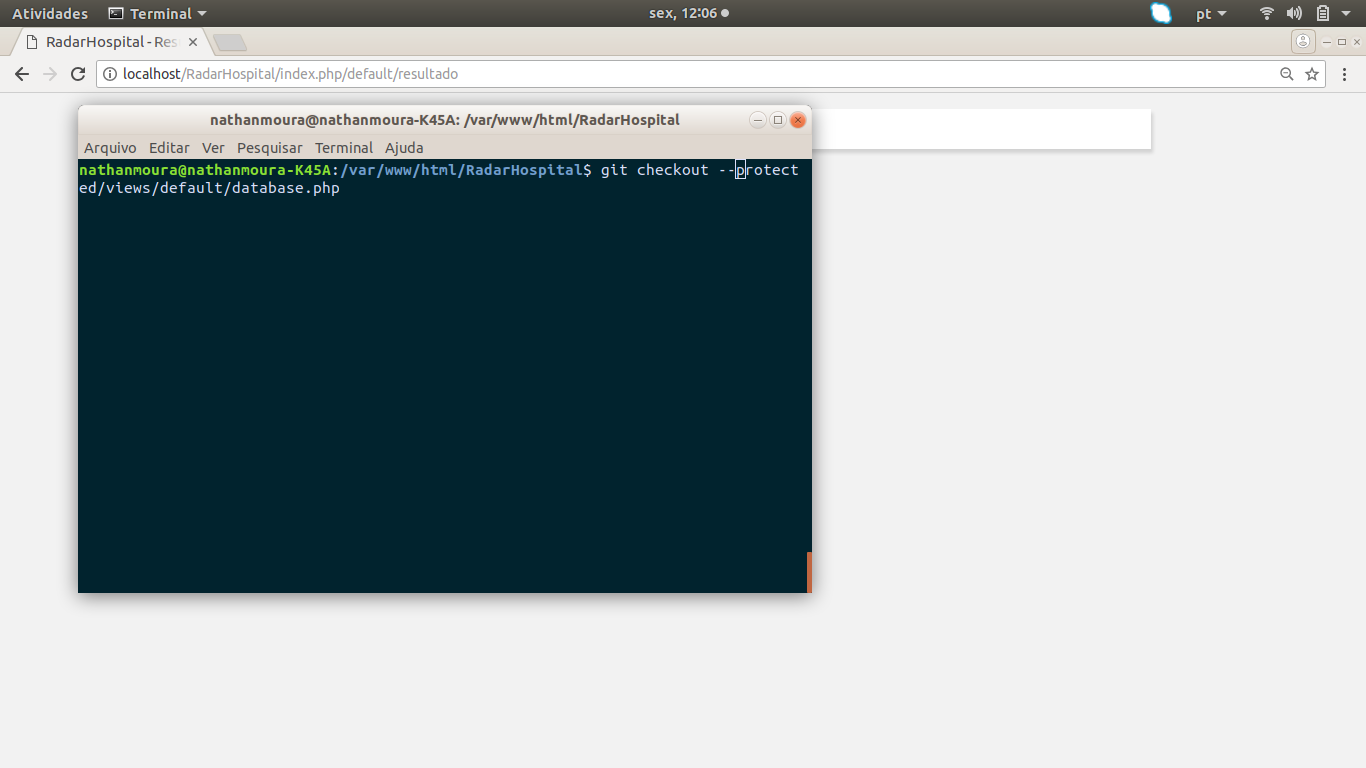 Atividades Terminal sex, 12:06 pt
RadarHospital - Res
localhost/RadarHospital/index.php/default/resultado
nathanmoura@nathanmoura-K45A: /var/www/html/RadarHospital
Arquivo Editar Ver Pesquisar Terminal Ajuda
nathanmoura@nathanmoura-K45A:/var/www/html/RadarHospital$ git checkout --protect
ed/views/default/database.php